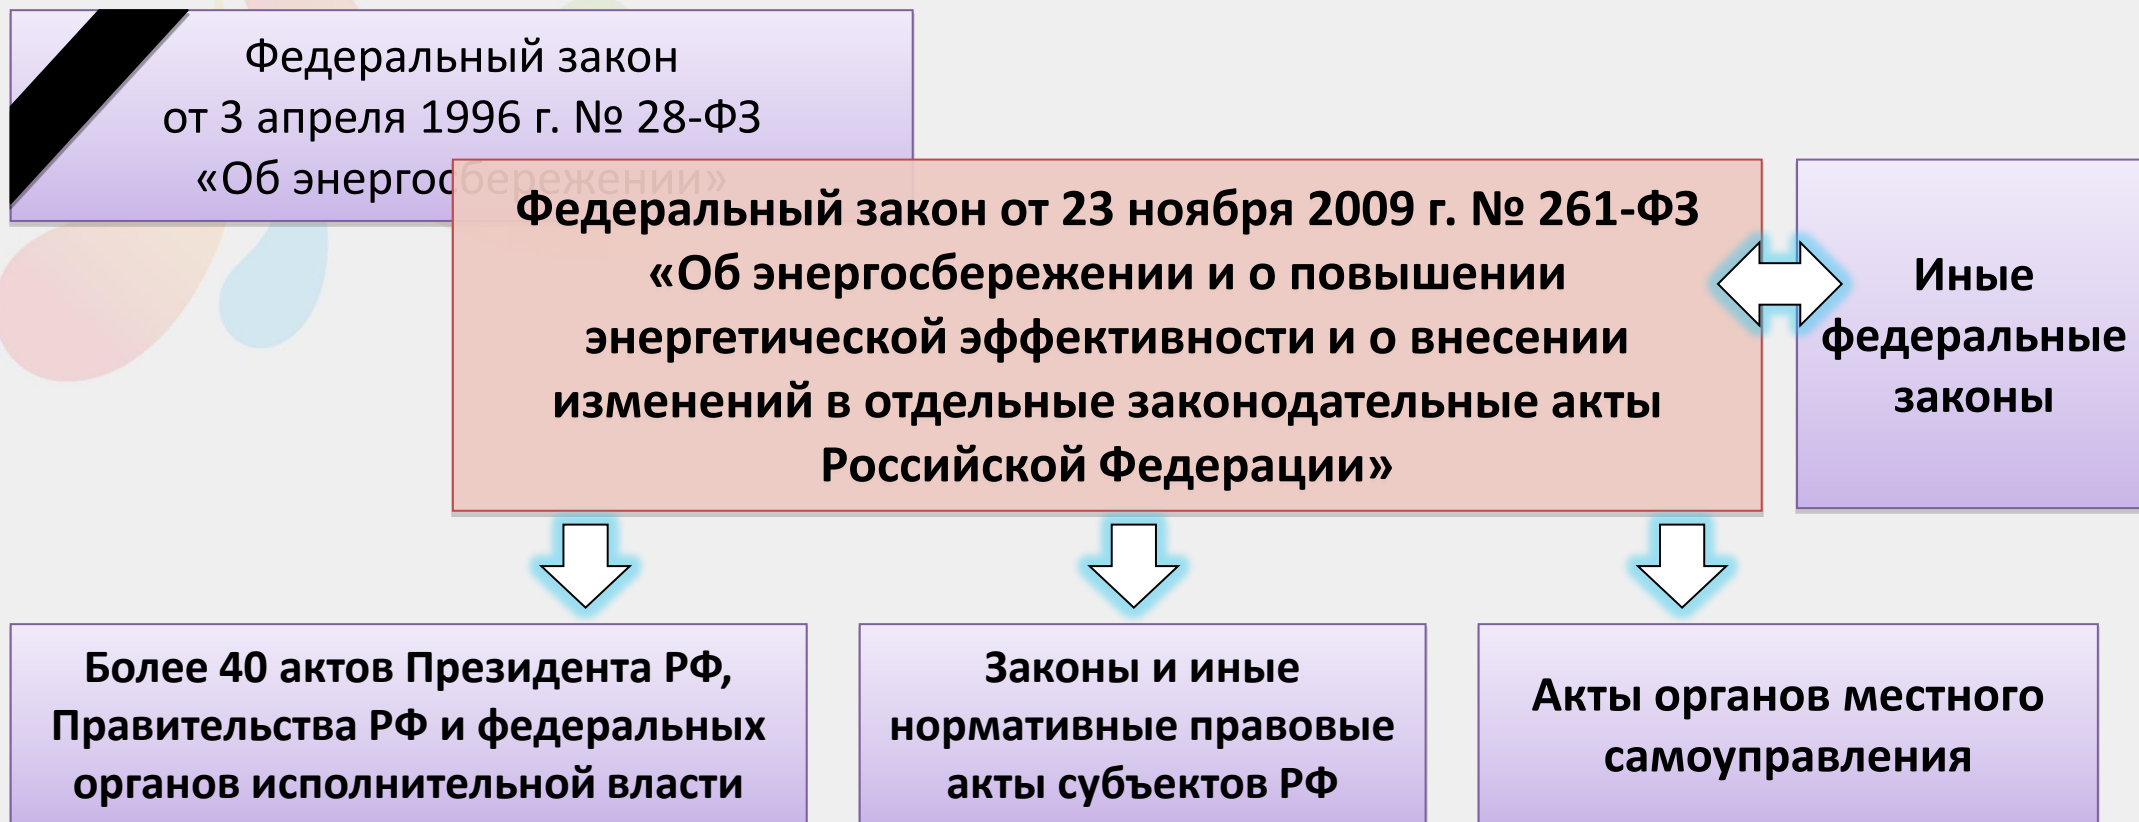 Федеральный закон
от 3 апреля 1996 г. № 28-ФЗ
«Об энергосбережении»
Федеральный закон от 23 ноября 2009 г. № 261-ФЗ
«Об энергосбережении и о повышении
энергетической эффективности и о внесении
изменений в отдельные законодательные акты
Российской Федерации»
Иные
федеральные
законы
Более 40 актов Президента РФ,
Правительства РФ и федеральных
органов исполнительной власти
Законы и иные
нормативные правовые
акты субъектов РФ
Акты органов местного
самоуправления